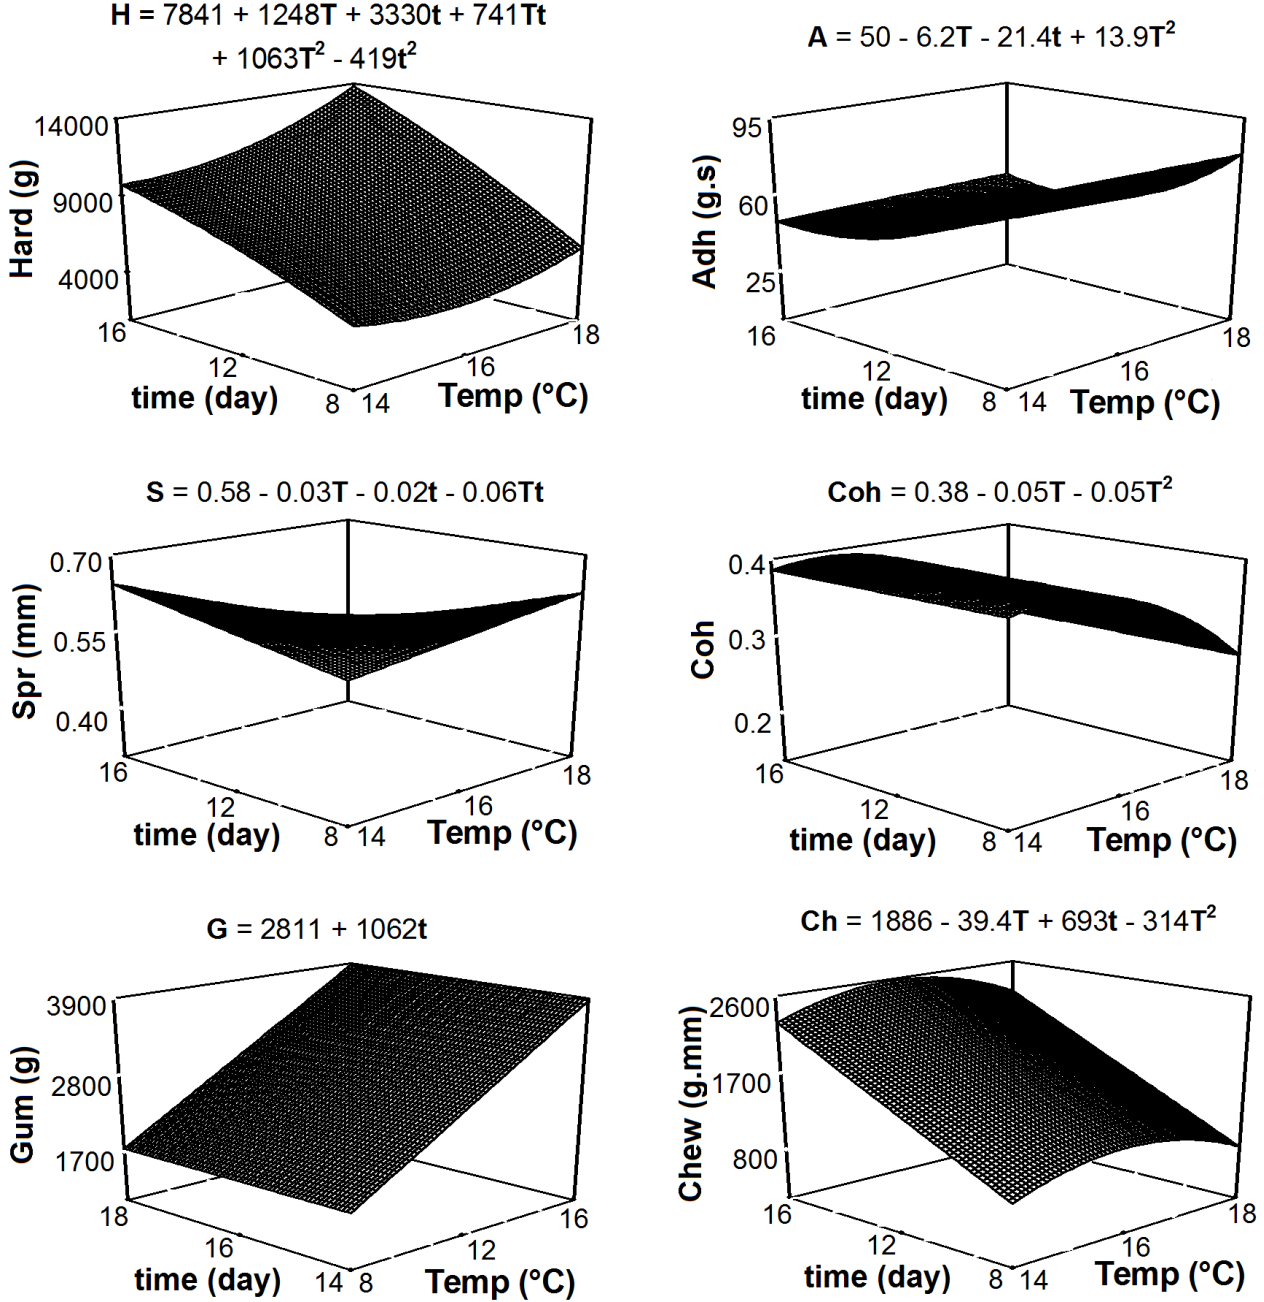 H = 7841 + 1248T + 3330t + 741Tt
+ 1063T² - 419t²
14000
9000
4000
Hard (g)
16
12
8
time (day)
14
16
18
Temp (°C)
A = 50 - 6.2T - 21.4t + 13.9T²
95
60
25
Adh (g.s)
16
12
8
time (day)
14
16
18
Temp (°C)
S = 0.58 - 0.03T - 0.02t - 0.06Tt
0.70
0.55
0.40
Spr (mm)
16
12
8
time (day)
14
16
18
Temp (°C)
Coh = 0.38 - 0.05T - 0.05T²
0.4
0.3
0.2
Coh
16
12
8
time (day)
14
16
18
Temp (°C)
G = 2811 + 1062t
3900
2800
1700
Gum (g)
18
16
14
time (day)
8
12
16
Temp (°C)
Ch = 1886 - 39.4T + 693t - 314T²
2600
1700
800
Chew (g.mm)
16
12
8
time (day)
14
16
18
Temp (°C)